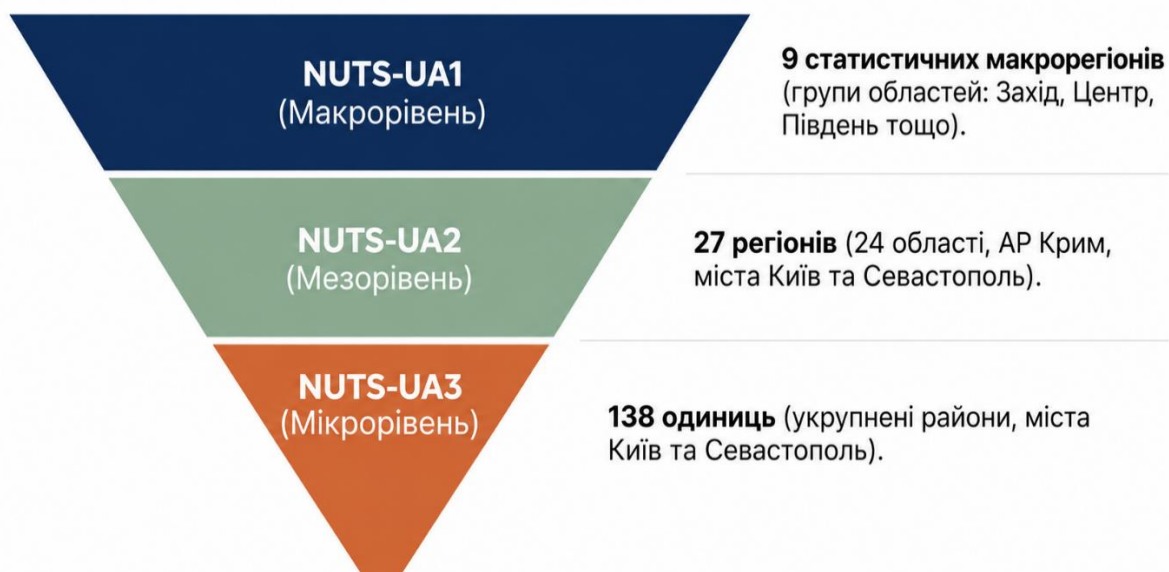 NUTS-UA1
(Макрорівень)
9 статистичних макрорегіонів
(групи областей: Захід, Центр,
Південь тощо).
NUTS-UA2
(Мезорівень)
27 регіонів (24 області, АР Крим,
міста Київ та Севастополь).
NUTS-UA3
(Мікрорівень)
138 одиниць (укрупнені райони, міста
Київ та Севастополь).